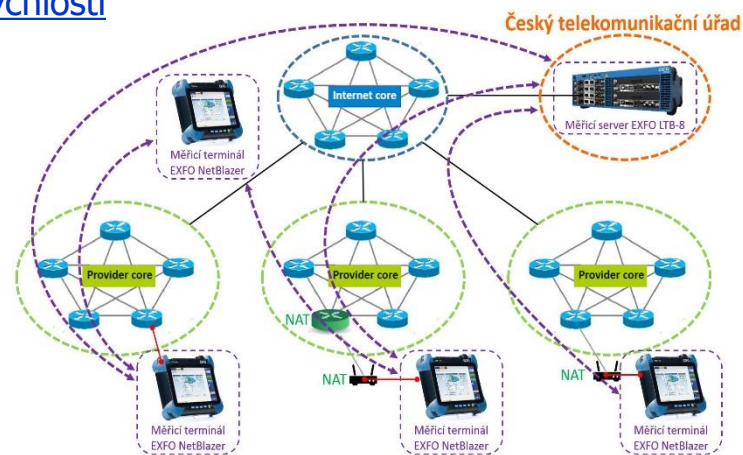 rychlosti
Český telekomunikační úřad
Internet core
Měřicí server EXFO LTB-8
Měřicí terminál
EXFO NetBlazer
Provider core
Provider core
Provider core
NAT
NAT
NAT
Měřicí terminál
EXFO NetBlazer
Měřicí terminál
EXFO NetBlazer
Měřicí terminál
EXFO NetBlazer